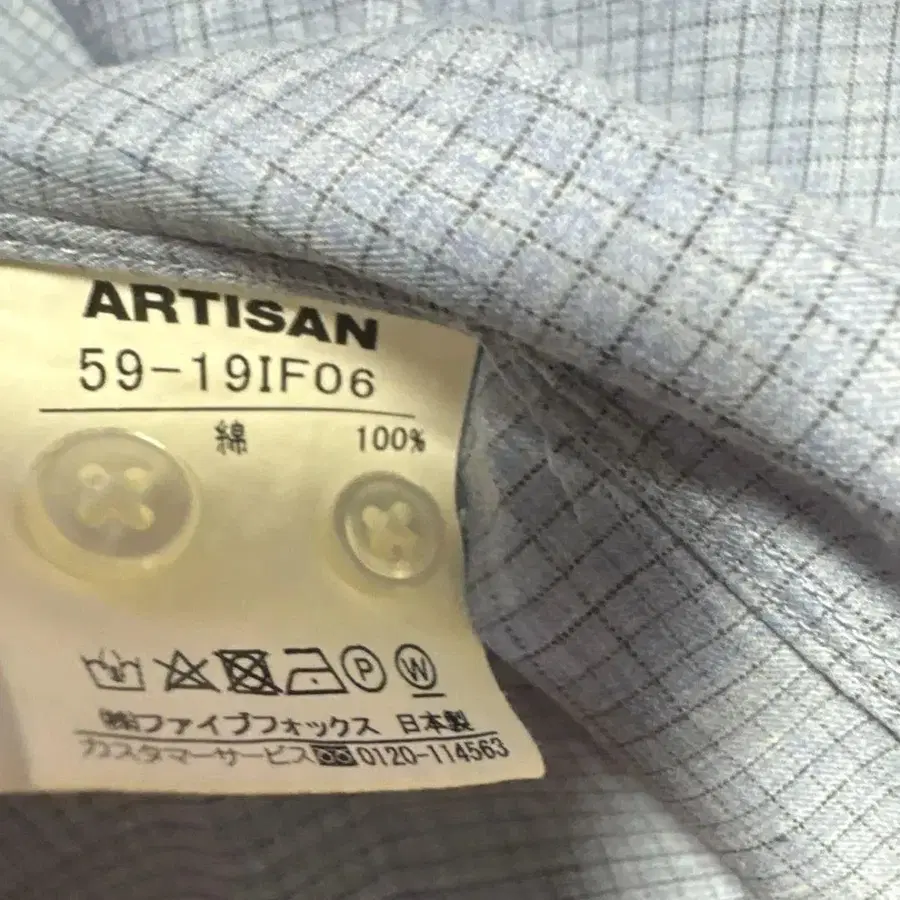 ARTISAN
59-19IF06
綿 100%
P W
㈱ファイブフォックス 日本製
カスタマーサービス 0120-114563